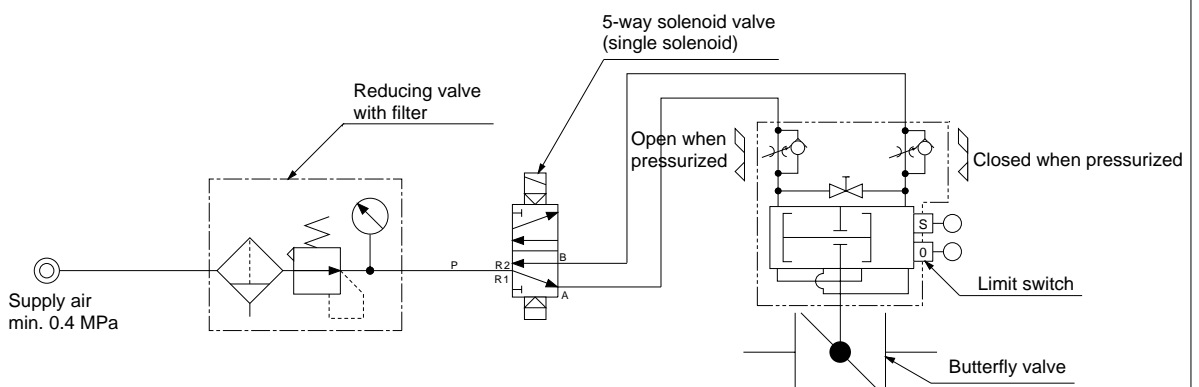 5-way solenoid valve
(single solenoid)
Reducing valve
with filter
Open when
pressurized
Closed when pressurized
S
0
Limit switch
P
R2
R1
B
A
Supply air
min. 0.4 MPa
Butterfly valve